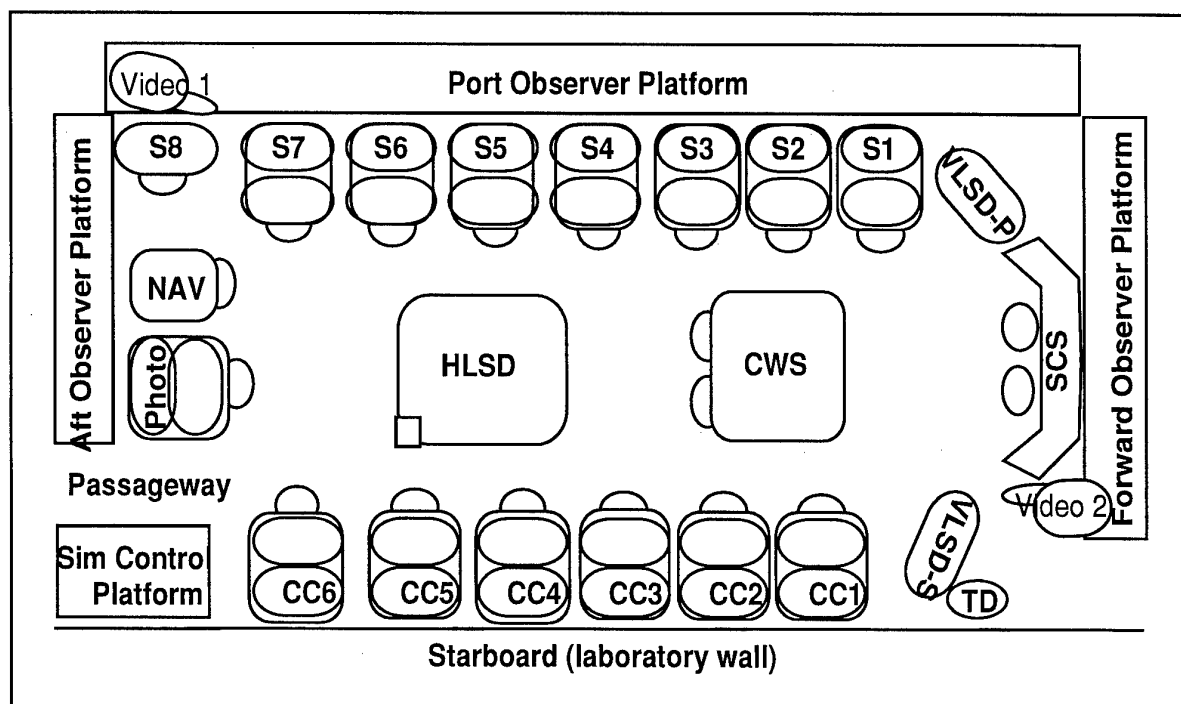 Video 1
Port Observer Platform
Aft Observer Platform
Forward Observer Platform
S8
S7
S6
S5
S4
S3
S2
S1
VLSD-P
NAV
Photo
HLSD
CWS
SCS
Passageway
Video 2
VLSD-S
TD
Sim Control
Platform
CC6
CC5
CC4
CC3
CC2
CC1
Starboard (laboratory wall)